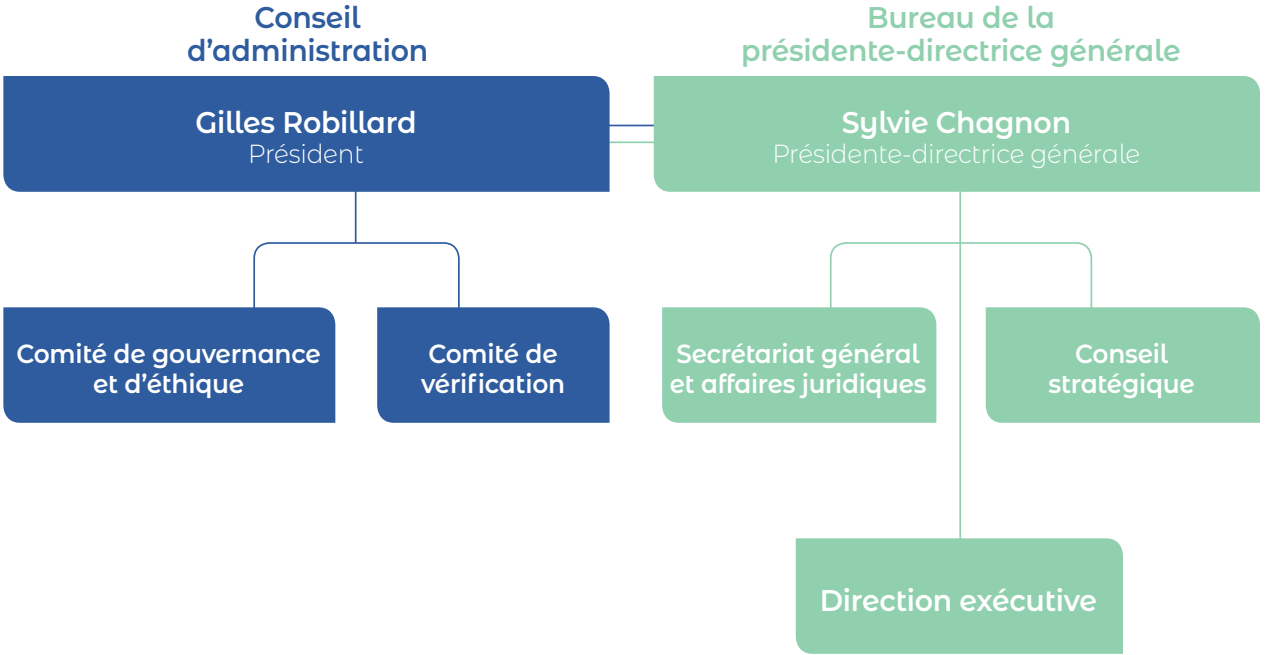 Conseil
d’administration
Gilles Robillard
Président
Comité de gouvernance
et d’éthique
Comité de
vérification
Bureau de la
présidente-directrice générale
Sylvie Chagnon
Présidente-directrice générale
Secrétariat général
et affaires juridiques
Conseil
stratégique
Direction exécutive